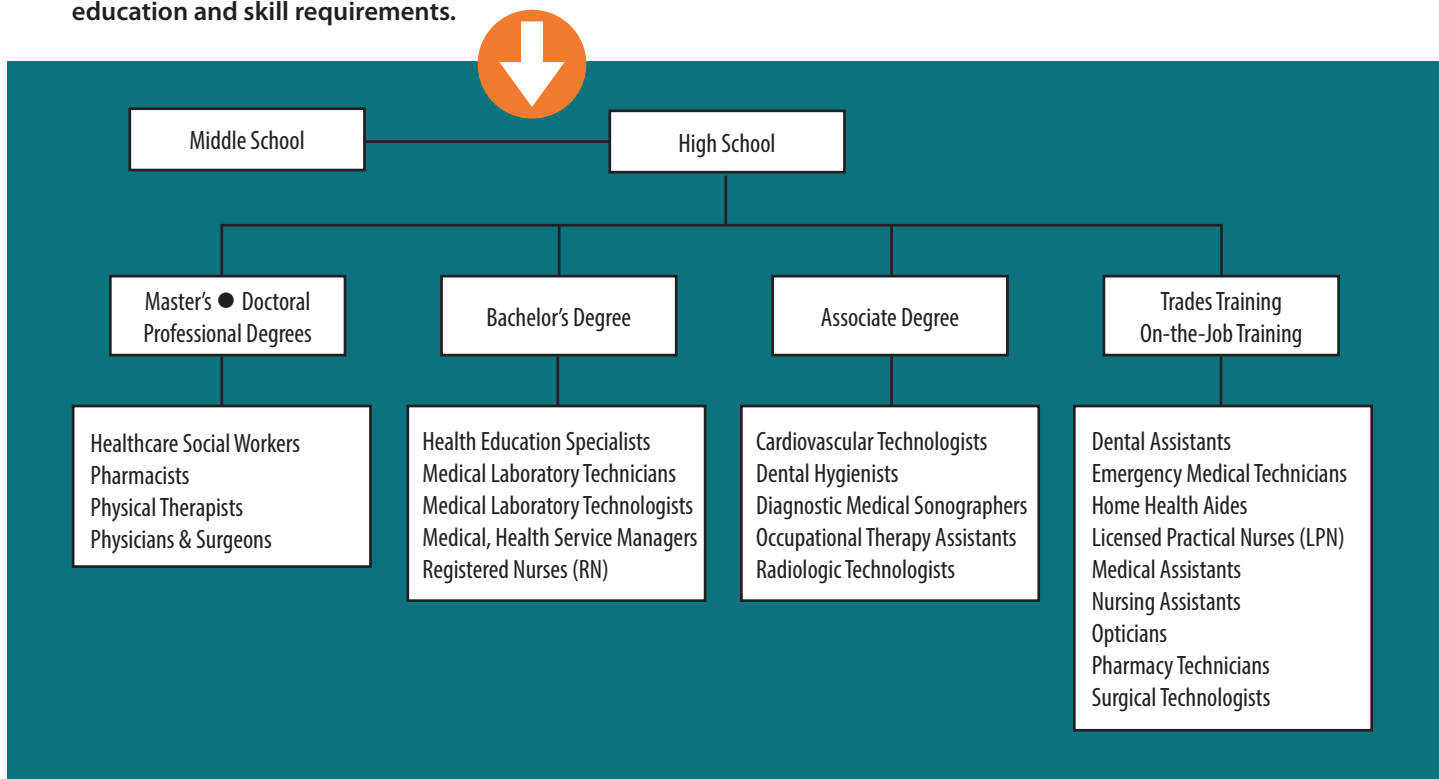 education and skill requirements.
Middle School
High School
Master's ● Doctoral
Professional Degrees
Bachelor's Degree
Associate Degree
Trades Training
On-the-Job Training
Healthcare Social Workers
Pharmacists
Physical Therapists
Physicians & Surgeons
Health Education Specialists
Medical Laboratory Technicians
Medical Laboratory Technologists
Medical, Health Service Managers
Registered Nurses (RN)
Cardiovascular Technologists
Dental Hygienists
Diagnostic Medical Sonographers
Occupational Therapy Assistants
Radiologic Technologists
Dental Assistants
Emergency Medical Technicians
Home Health Aides
Licensed Practical Nurses (LPN)
Medical Assistants
Nursing Assistants
Opticians
Pharmacy Technicians
Surgical Technologists